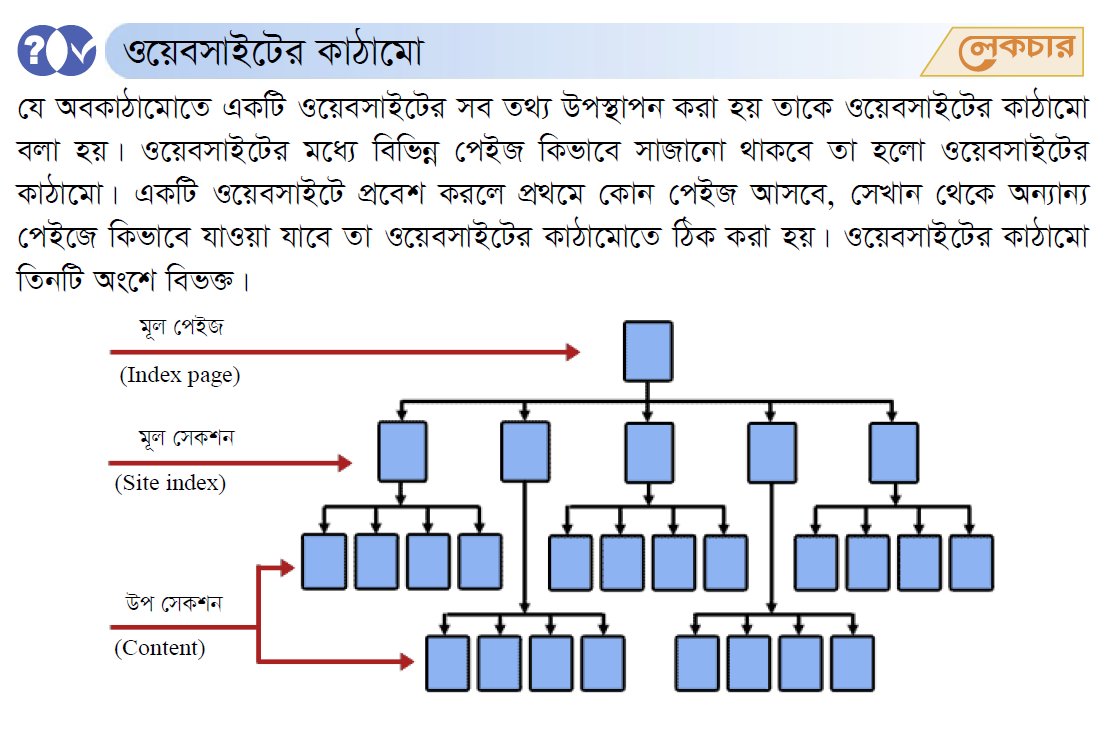 ?
ওয়েবসাইটের কাঠামো
লেকচার
যে অবকাঠামোতে একটি ওয়েবসাইটের সব তথ্য উপস্থাপন করা হয় তাকে ওয়েবসাইটের কাঠামো
বলা হয়। ওয়েবসাইটের মধ্যে বিভিন্ন পেইজ কিভাবে সাজানো থাকবে তা হলো ওয়েবসাইটের
কাঠামো। একটি ওয়েবসাইটে প্রবেশ করলে প্রথমে কোন পেইজ আসবে, সেখান থেকে অন্যান্য
পেইজে কিভাবে যাওয়া যাবে তা ওয়েবসাইটের কাঠামোতে ঠিক করা হয়। ওয়েবসাইটের কাঠামো
তিনটি অংশে বিভক্ত।
মূল পেইজ
(Index page)
মূল সেকশন
(Site index)
উপ সেকশন
(Content)